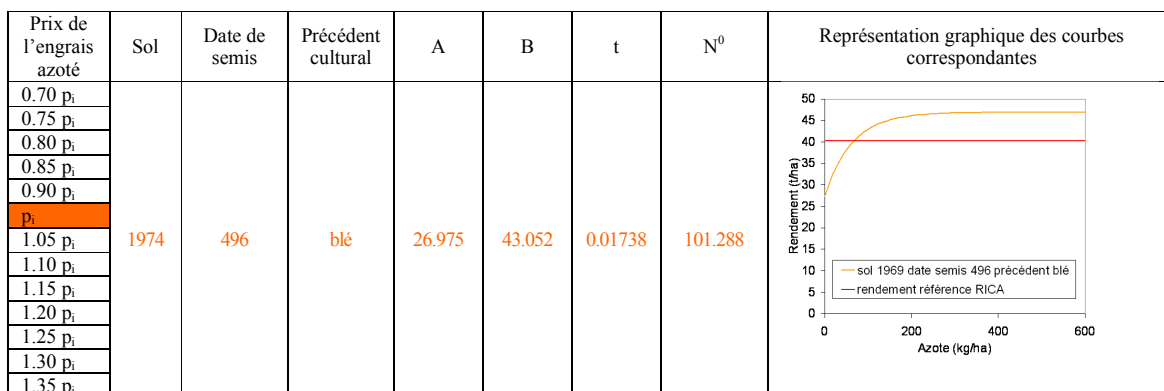 Prix de
l'engrais
azoté
Sol
Date de
semis
Précédent
cultural
A
B
t
N⁰
Représentation graphique des courbes
correspondantes
0.70 pᵢ
0.75 pᵢ
0.80 pᵢ
0.85 pᵢ
0.90 pᵢ
pᵢ
1.05 pᵢ
1.10 pᵢ
1.15 pᵢ
1.20 pᵢ
1.25 pᵢ
1.30 pᵢ
1.35 pᵢ
1974
496
blé
26.975
43.052
0.01738
101.288
Rendement (t/ha)
50
45
40
35
30
25
20
15
10
5
0
sol 1969 date semis 496 précédent blé
rendement référence RICA
0
200
400
600
Azote (kg/ha)